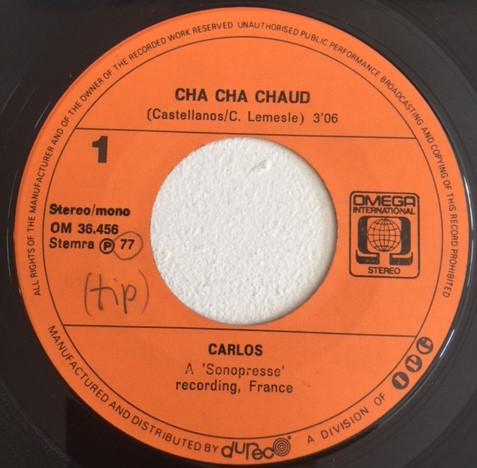 ALL RIGHTS OF THE MANUFACTURER AND OF THE OWNER OF THE RECORDED WORK RESERVED UNAUTHORISED PUBLIC PERFORMANCE BROADCASTING AND COPYING OF THIS RECORD PROHIBITED
CHA CHA CHAUD
(Castellanos/C. Lemesle) 3'06
1
Stereo/mono
OM 36.456
Stemra Ⓟ 77
(tip)
OMEGA
INTERNATIONAL
STEREO
CARLOS
A 'Sonopresse'
recording, France
MANUFACTURED AND DISTRIBUTED BY dureco A DIVISION OF